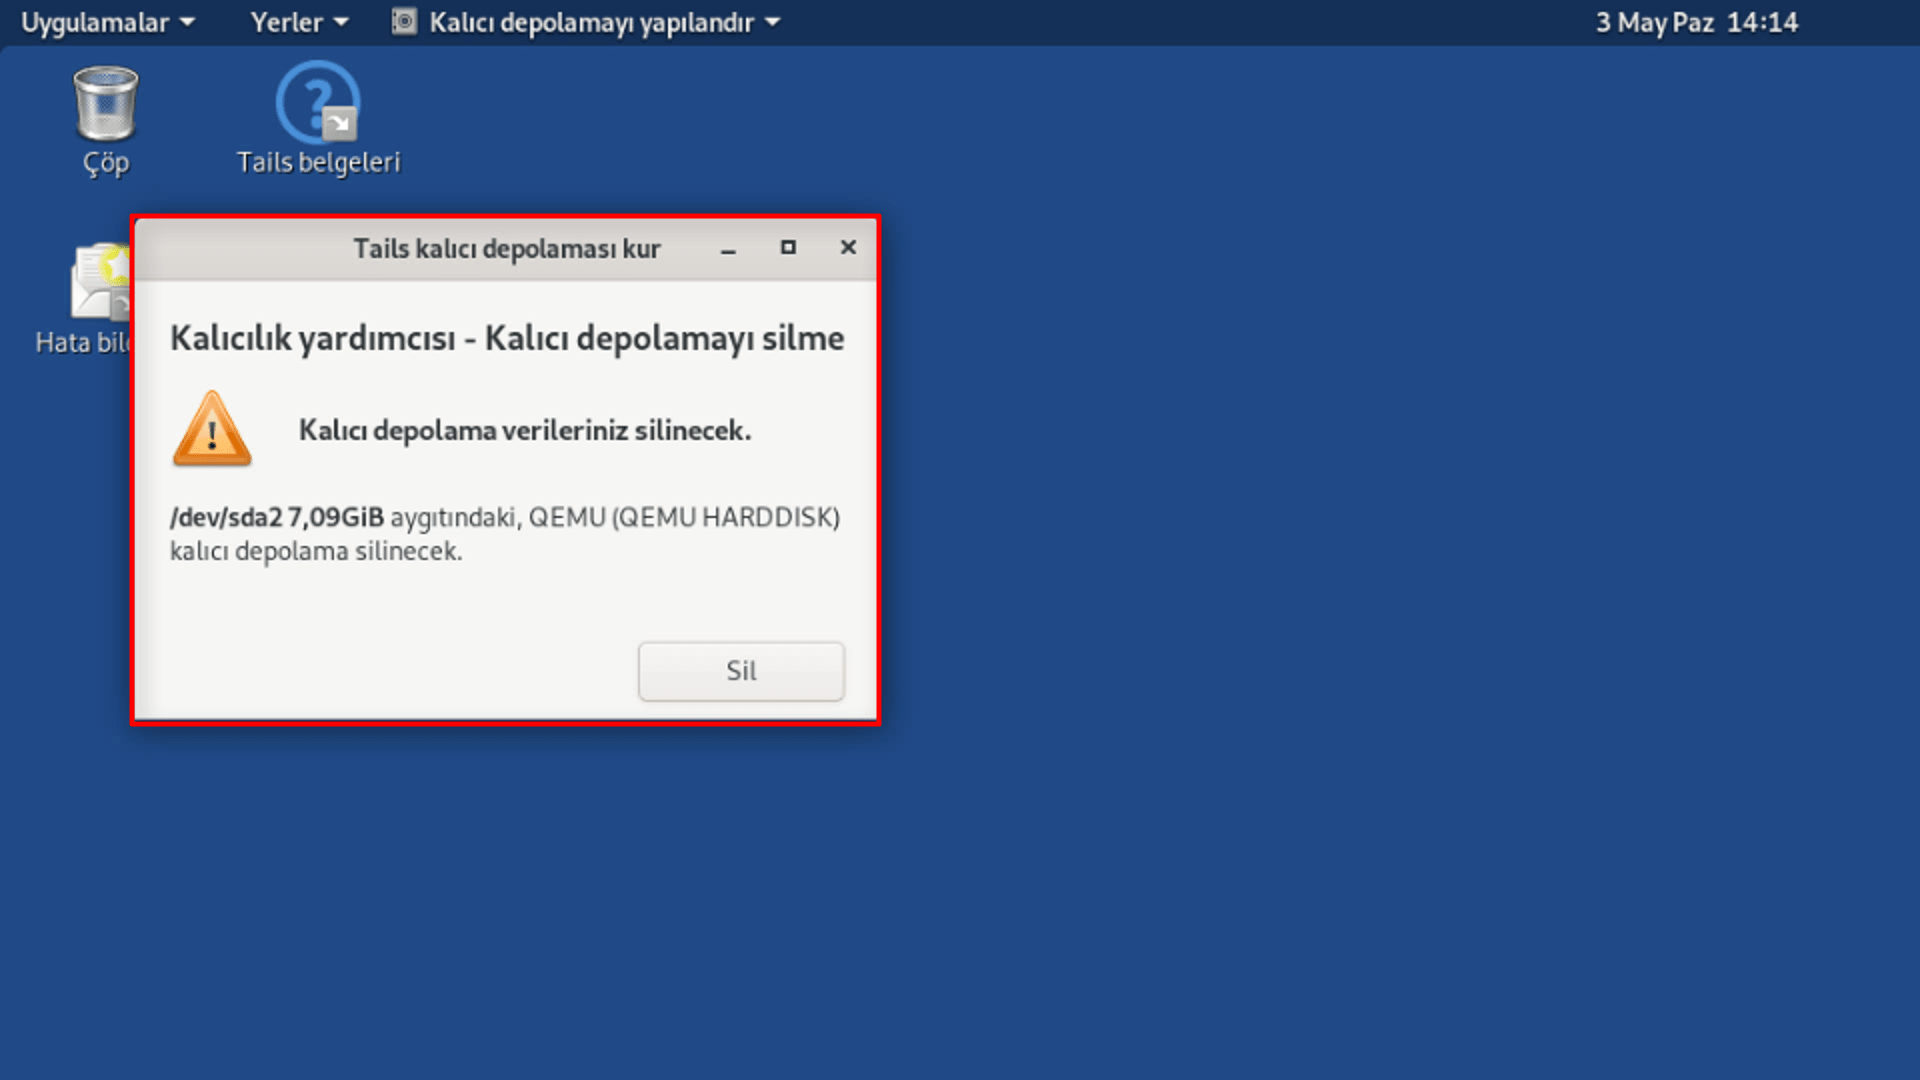 Uygulamalar Yerler Kalıcı depolamayı yapılandır 3 May Paz 14:14
Çöp Tails belgeleri
Hata
Tails kalıcı depolaması kur
Kalıcılık yardımcısı - Kalıcı depolamayı silme
Kalıcı depolama verileriniz silinecek.
/dev/sda2 7,09GiB aygıtındaki, QEMU (QEMU HARDDISK)
kalıcı depolama silinecek.
Sil